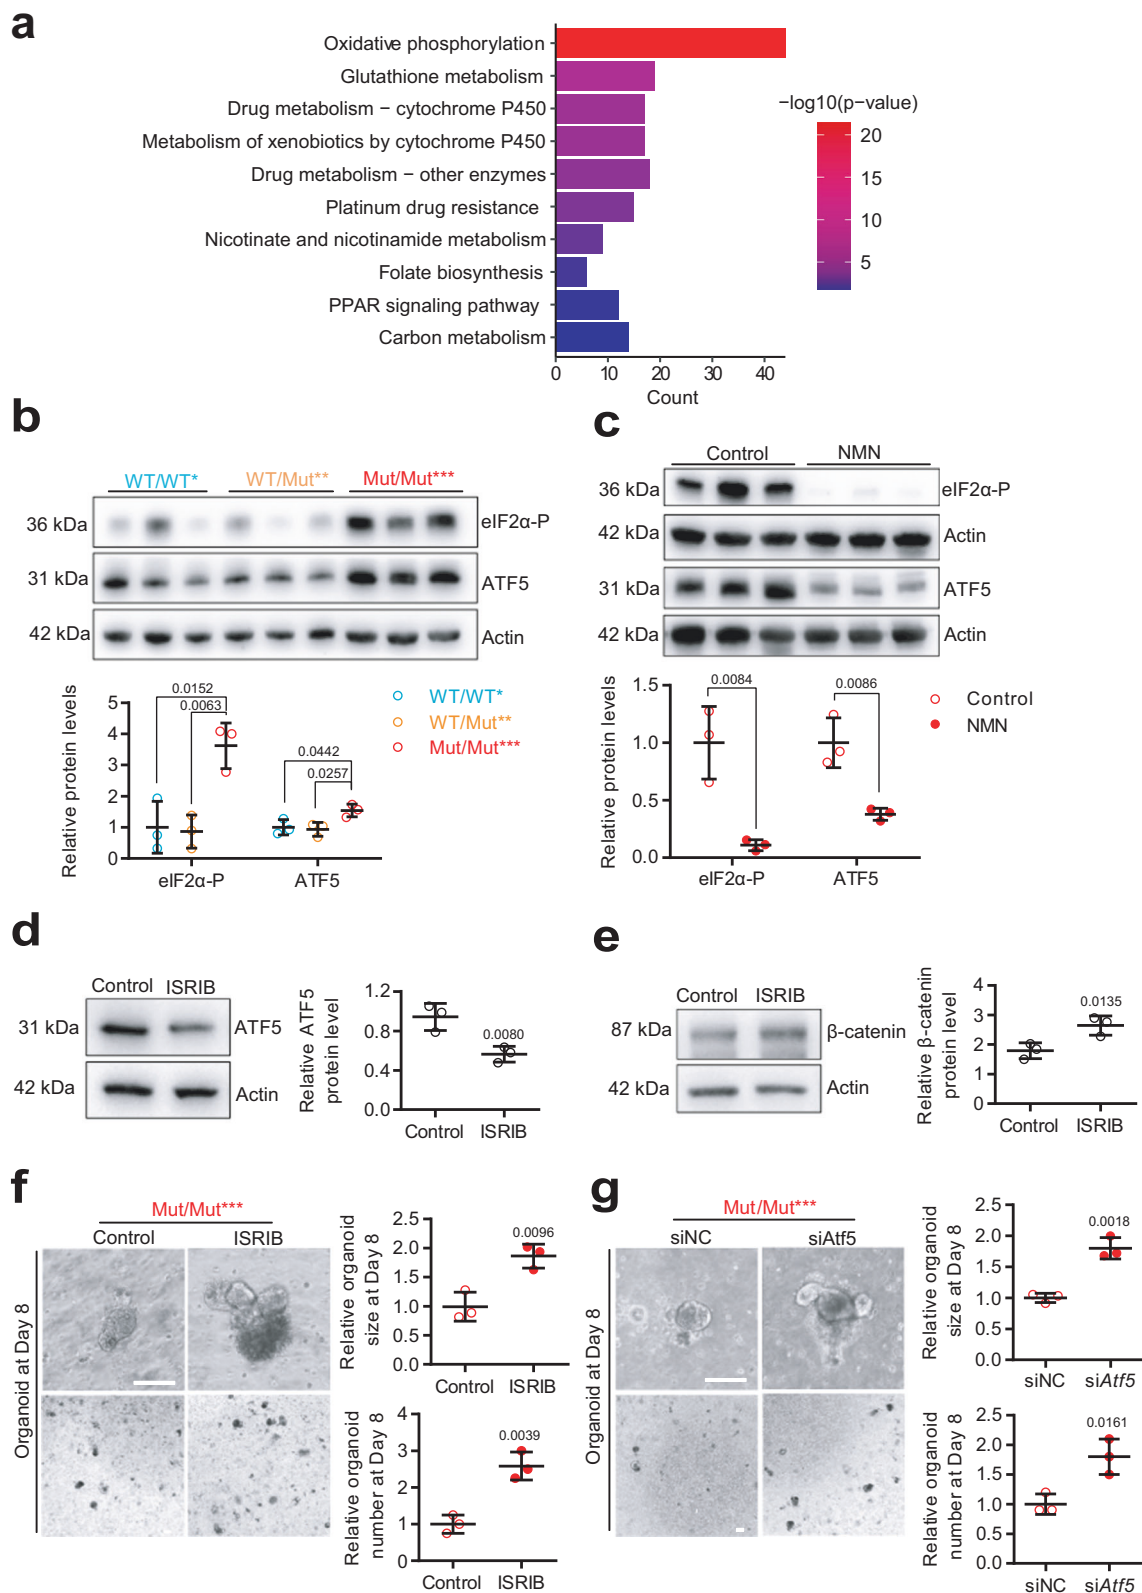 a
Oxidative phosphorylation
Glutathione metabolism
Drug metabolism − cytochrome P450
Metabolism of xenobiotics by cytochrome P450
Drug metabolism − other enzymes
Platinum drug resistance
Nicotinate and nicotinamide metabolism
Folate biosynthesis
PPAR signaling pathway
Carbon metabolism
0 10 20 30 40
Count
−log10(p−value)
20
15
10
5
b
WT/WT* WT/Mut** Mut/Mut***
36 kDa eIF2α-P
31 kDa ATF5
42 kDa Actin
Relative protein levels
5
4
3
2
1
0
0.0152
0.0063
0.0442
0.0257
eIF2α-P ATF5
WT/WT*
WT/Mut**
Mut/Mut***
c
Control NMN
36 kDa eIF2α-P
42 kDa Actin
31 kDa ATF5
42 kDa Actin
Relative protein levels
1.5
1.0
0.5
0.0
0.0084
0.0086
eIF2α-P ATF5
Control
NMN
d
Control ISRIB
31 kDa ATF5
42 kDa Actin
Relative ATF5
protein level
1.2
0.8
0.4
0.0
0.0080
Control ISRIB
e
Control ISRIB
87 kDa β-catenin
42 kDa Actin
Relative β-catenin
protein level
4
3
2
1
0
0.0135
Control ISRIB
f
Mut/Mut***
Control ISRIB
Organoid at Day 8
Relative organoid
size at Day 8
2.5
2.0
1.5
1.0
0.5
0.0
0.0096
Control ISRIB
Relative organoid
number at Day 8
4
3
2
1
0
0.0039
Control ISRIB
g
Mut/Mut***
siNC siAtf5
Organoid at Day 8
Relative organoid
size at Day 8
2.5
2.0
1.5
1.0
0.5
0.0
0.0018
siNC siAtf5
Relative organoid
number at Day 8
2.5
2.0
1.5
1.0
0.5
0.0
0.0161
siNC siAtf5